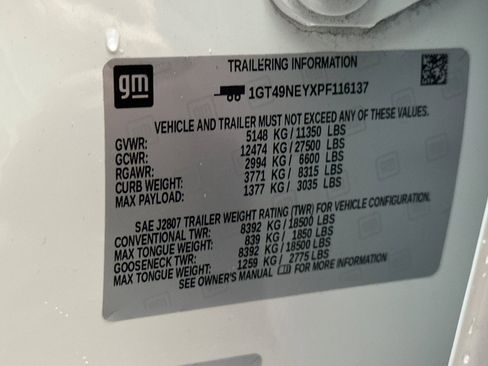 gm
TRAILERING INFORMATION
1GT49NEYXPF116137
VEHICLE AND TRAILER MUST NOT EXCEED ANY OF THESE VALUES:
GVWR: 5148 KG / 11350 LBS
GCWR: 12474 KG / 27500 LBS
RGAWR: 2994 KG / 6600 LBS
CURB WEIGHT: 3771 KG / 8315 LBS
MAX PAYLOAD: 1377 KG / 3035 LBS
SAE J2807 TRAILER WEIGHT RATING (TWR) FOR VEHICLE CONFIGURATION.
CONVENTIONAL TWR: 8392 KG / 18500 LBS
MAX TONGUE WEIGHT: 839 KG / 1850 LBS
GOOSENECK TWR: 8392 KG / 18500 LBS
MAX TONGUE WEIGHT: 1259 KG / 2775 LBS
SEE OWNER'S MANUAL FOR MORE INFORMATION